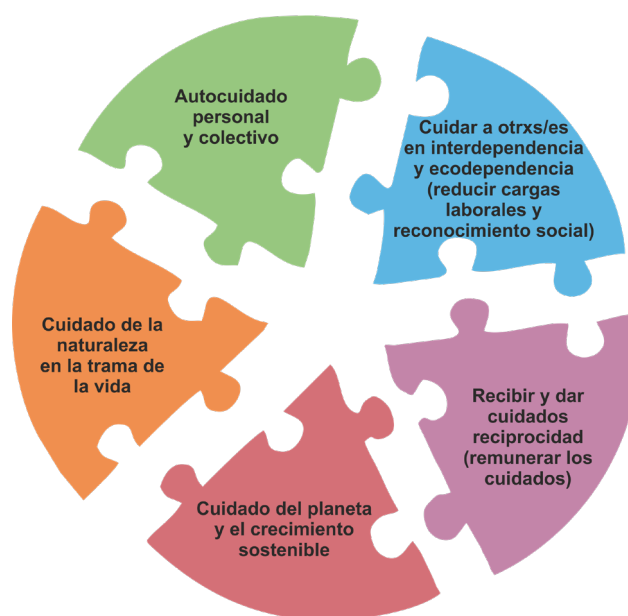 Autocuidado
personal
y colectivo
Cuidar a otrxs/es
en interdependencia
y ecodependencia
(reducir cargas
laborales y
reconocimiento social)
Cuidado de la
naturaleza
en la trama de
la vida
Recibir y dar
cuidados
reciprocidad
(remunerar los
cuidados)
Cuidado del planeta
y el crecimiento
sostenible